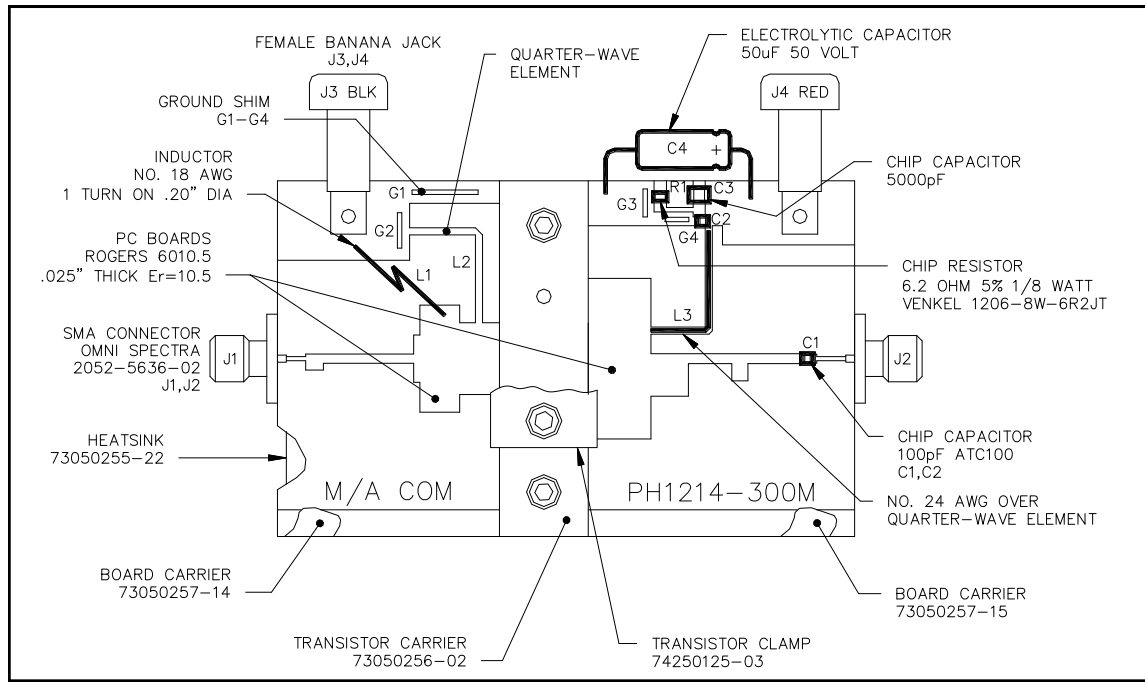 FEMALE BANANA JACK
J3,J4
QUARTER-WAVE
ELEMENT
ELECTROLYTIC CAPACITOR
50uF 50 VOLT
J3 BLK
J4 RED
GROUND SHIM
G1-G4
C4
+
INDUCTOR
NO. 18 AWG
1 TURN ON .20" DIA
CHIP CAPACITOR
5000pF
G1
G2
G3
R1
C3
C2
G4
PC BOARDS
ROGERS 6010.5
.025" THICK Er=10.5
L1
L2
L3
CHIP RESISTOR
6.2 OHM 5% 1/8 WATT
VENKEL 1206-8W-6R2JT
SMA CONNECTOR
OMNI SPECTRA
2052-5636-02
J1,J2
J1
C1
J2
HEATSINK
73050255-22
CHIP CAPACITOR
100pF ATC100
C1,C2
M/A COM
PH1214-300M
NO. 24 AWG OVER
QUARTER-WAVE ELEMENT
BOARD CARRIER
73050257-14
BOARD CARRIER
73050257-15
TRANSISTOR CARRIER
73050256-02
TRANSISTOR CLAMP
74250125-03